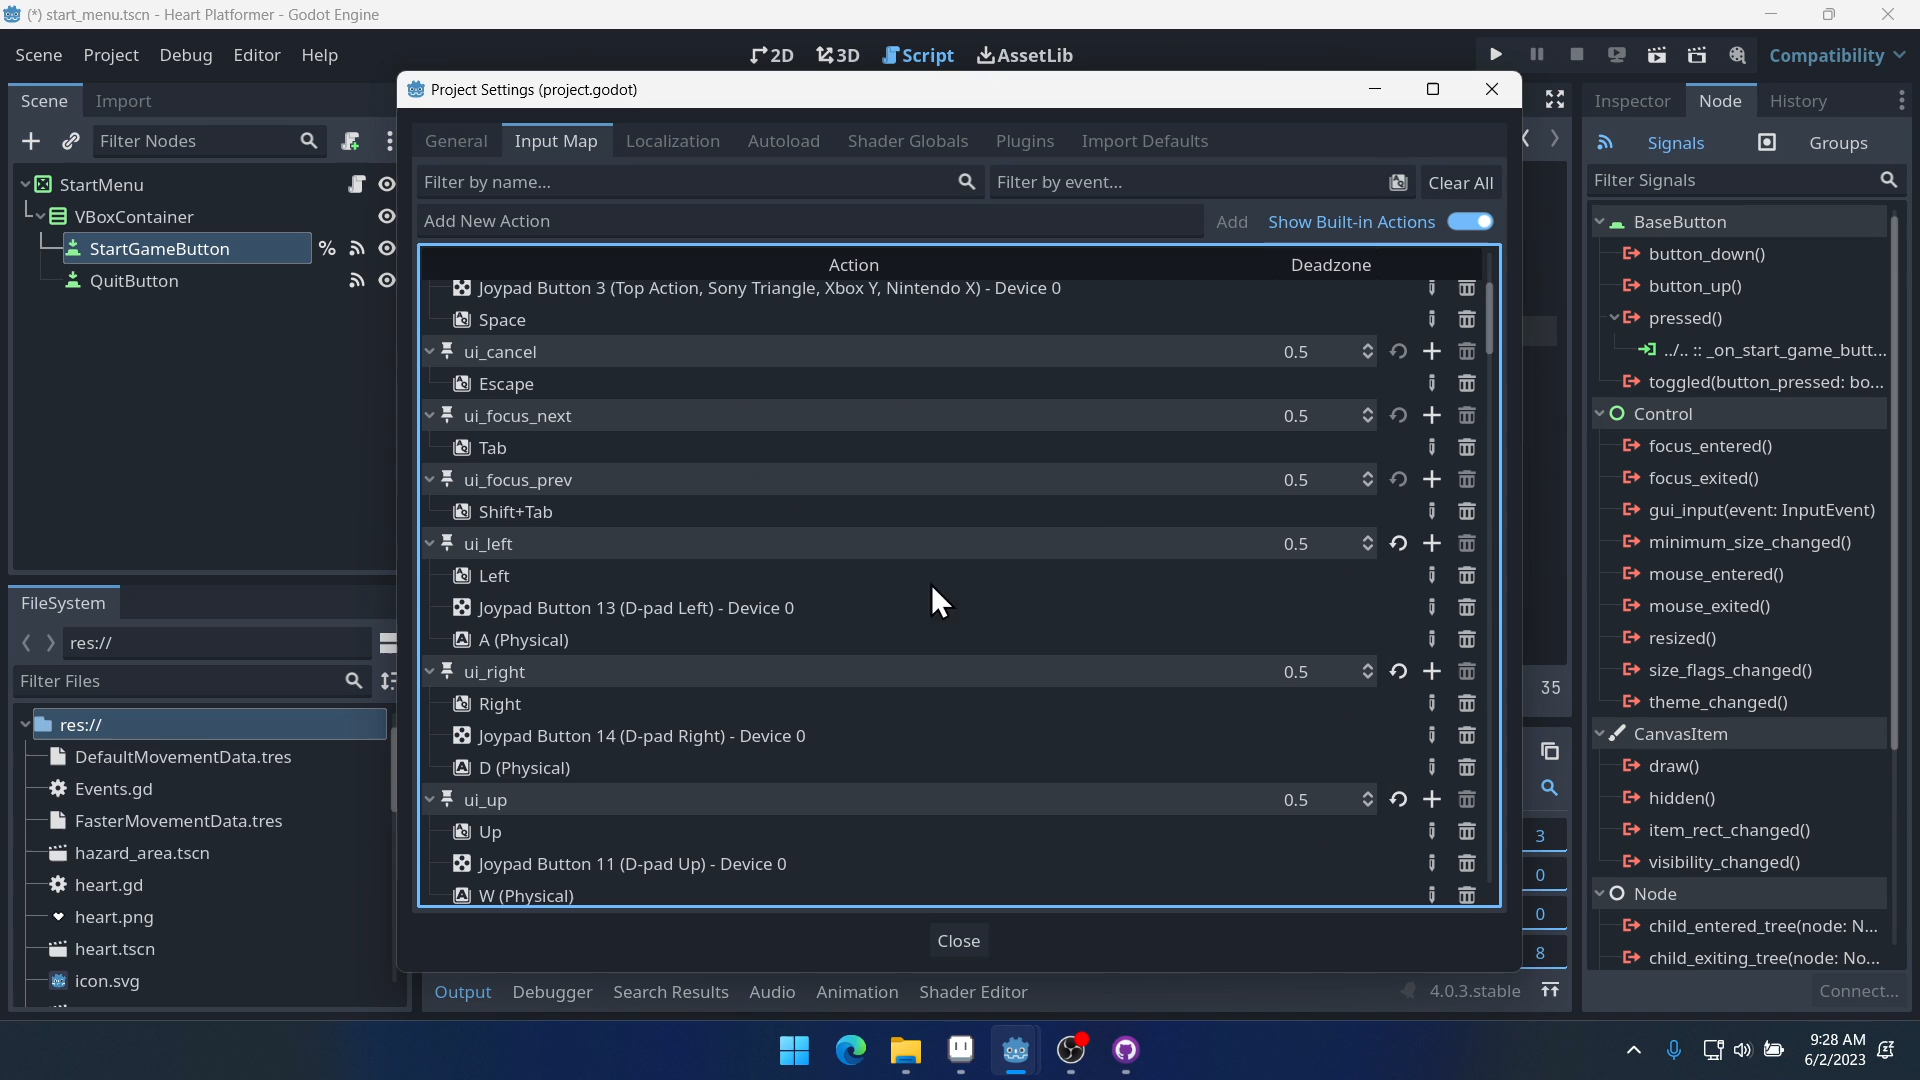 (*) start_menu.tscn - Heart Platformer - Godot Engine
Scene Project Debug Editor Help
2D 3D Script AssetLib
Compatibility
Scene Import
Filter Nodes
StartMenu
VBoxContainer
StartGameButton %
QuitButton
FileSystem
res://
Filter Files
res://
DefaultMovementData.tres
Events.gd
FasterMovementData.tres
hazard_area.tscn
heart.gd
heart.png
heart.tscn
icon.svg
Project Settings (project.godot)
General Input Map Localization Autoload Shader Globals Plugins Import Defaults
Filter by name... Filter by event... Clear All
Add New Action Add Show Built-in Actions
Action Deadzone
Joypad Button 3 (Top Action, Sony Triangle, Xbox Y, Nintendo X) - Device 0
Space
ui_cancel 0.5
Escape
ui_focus_next 0.5
Tab
ui_focus_prev 0.5
Shift+Tab
ui_left 0.5
Left
Joypad Button 13 (D-pad Left) - Device 0
A (Physical)
ui_right 0.5
Right
Joypad Button 14 (D-pad Right) - Device 0
D (Physical)
ui_up 0.5
Up
Joypad Button 11 (D-pad Up) - Device 0
W (Physical)
Close
35
3
0
0
8
Output Debugger Search Results Audio Animation Shader Editor
4.0.3.stable
Inspector Node History
Signals Groups
Filter Signals
BaseButton
button_down()
button_up()
pressed()
../.. :: _on_start_game_butt...
toggled(button_pressed: bo...
Control
focus_entered()
focus_exited()
gui_input(event: InputEvent)
minimum_size_changed()
mouse_entered()
mouse_exited()
resized()
size_flags_changed()
theme_changed()
CanvasItem
draw()
hidden()
item_rect_changed()
visibility_changed()
Node
child_entered_tree(node: N...
child_exiting_tree(node: No...
Connect...
9:28 AM
6/2/2023